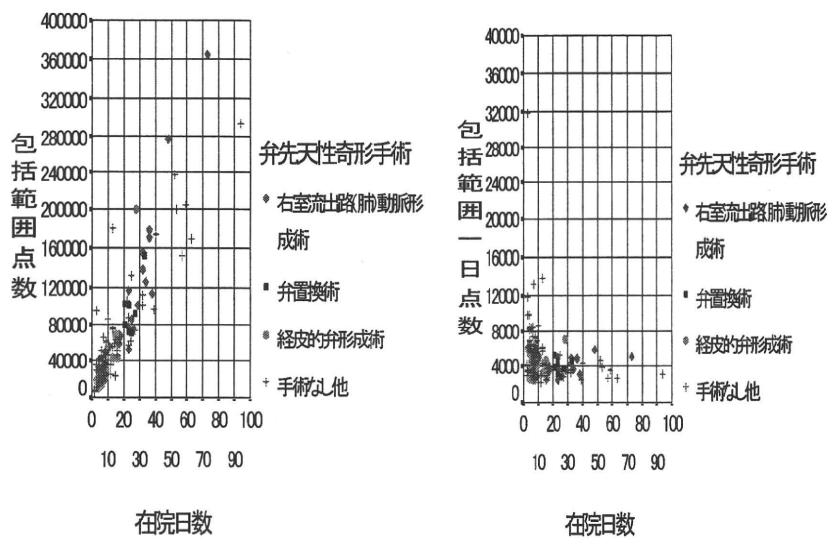 400000
360000
320000
280000
240000
200000
160000
120000
80000
40000
0
包括範囲点数
0 20 40 60 80 100
10 30 50 70 90
在院日数
弁先天性奇形手術
右室流出路(肺)動脈形
成術
弁置換術
経皮的弁形成術
手術なし他
40000
36000
32000
28000
24000
20000
16000
12000
8000
4000
0
包括範囲一日点数
0 20 40 60 80 100
10 30 50 70 90
在院日数
弁先天性奇形手術
右室流出路(肺)動脈形
成術
弁置換術
経皮的弁形成術
手術なし他